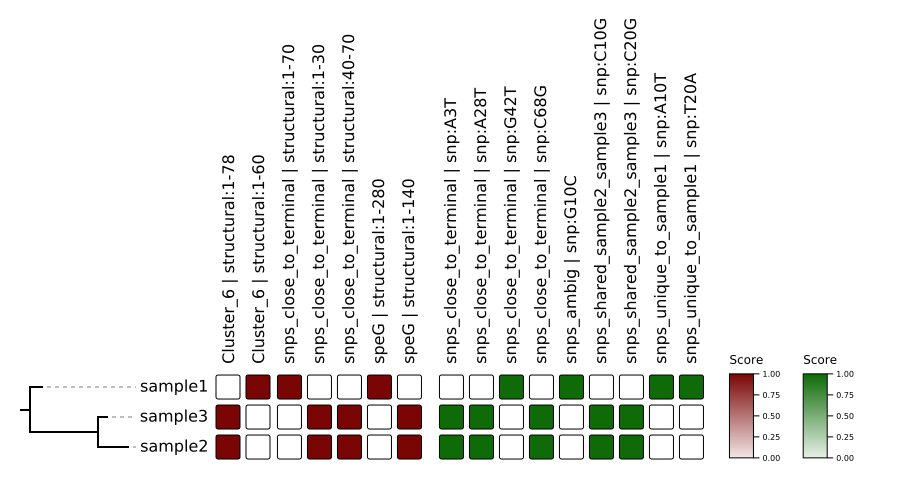 Cluster_6 | structural:1-78
Cluster_6 | structural:1-60
snps_close_to_terminal | structural:1-70
snps_close_to_terminal | structural:1-30
snps_close_to_terminal | structural:40-70
speG | structural:1-280
speG | structural:1-140
snps_close_to_terminal | snp:A3T
snps_close_to_terminal | snp:A28T
snps_close_to_terminal | snp:G42T
snps_close_to_terminal | snp:C68G
snps_ambig | snp:G10C
snps_shared_sample2_sample3 | snp:C10G
snps_shared_sample2_sample3 | snp:C20G
snps_unique_to_sample1 | snp:A10T
snps_unique_to_sample1 | snp:T20A
sample1
sample3
sample2
Score
1.00
0.75
0.50
0.25
0.00
Score
1.00
0.75
0.50
0.25
0.00